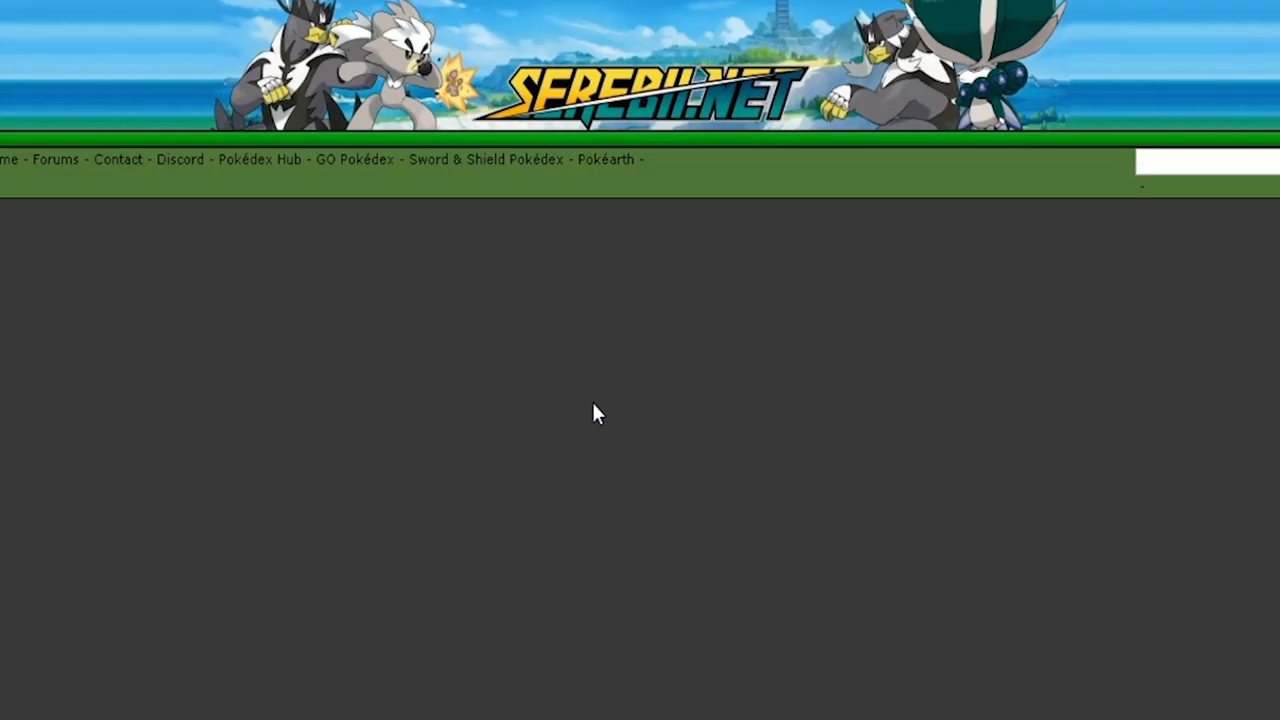 SEREBII.NET
me - Forums - Contact - Discord - Pokédex Hub - GO Pokédex - Sword & Shield Pokédex - Pokéarth -
-